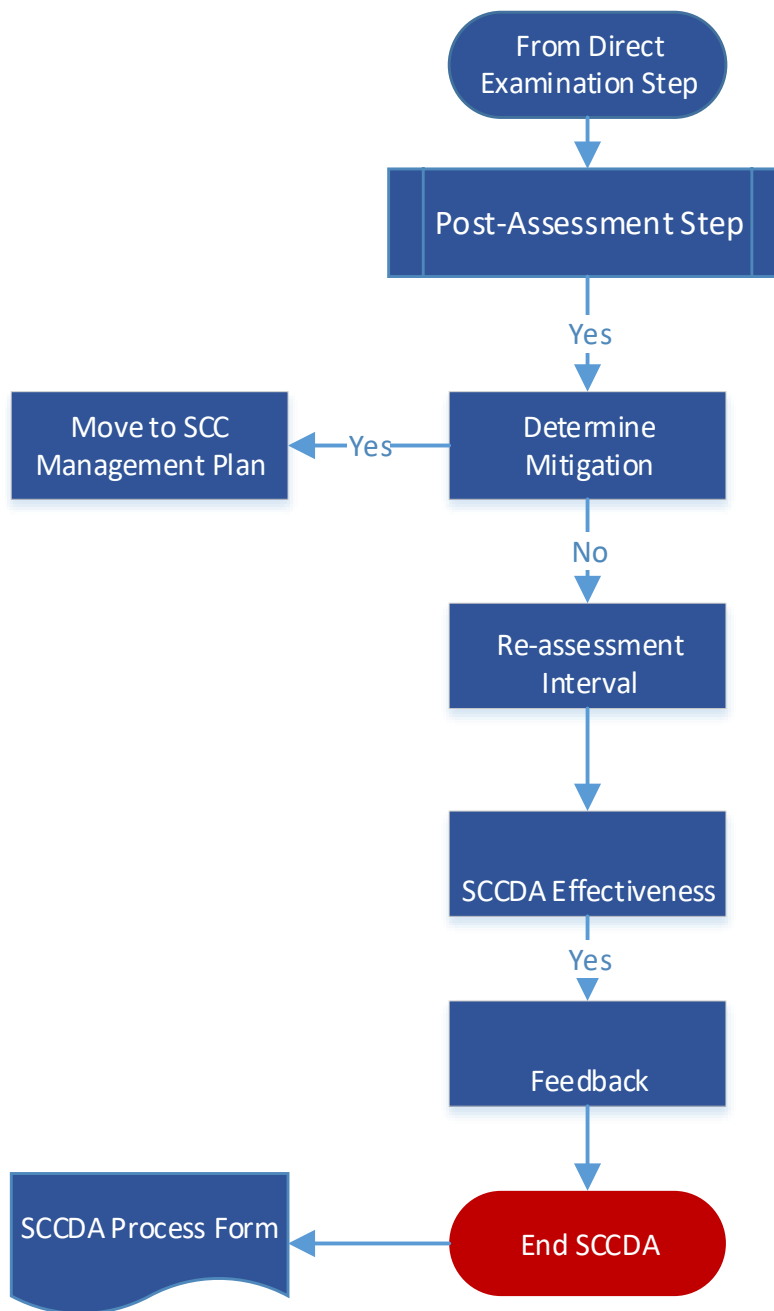 From Direct
Examination Step
Post-Assessment Step
Yes
Move to SCC
Management Plan
Yes
Determine
Mitigation
No
Re-assessment
Interval
SCCDA Effectiveness
Yes
Feedback
SCCDA Process Form
End SCCDA